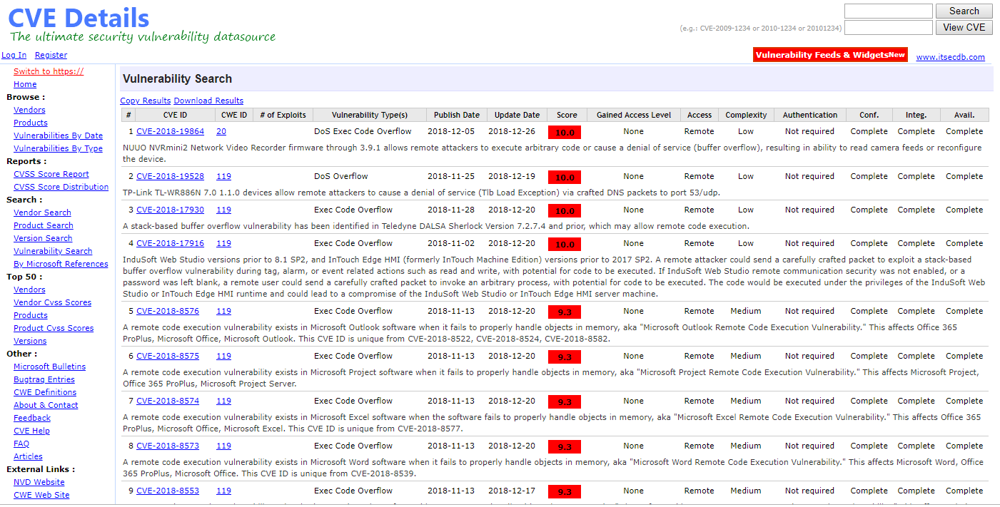 CVE Details
The ultimate security vulnerability datasource
Search
(e.g.: CVE-2009-1234 or 2010-1234 or 20101234) View CVE
Log In Register
Vulnerability Feeds & WidgetsNew www.itsecdb.com
Switch to https://
Home
Browse :
Vendors
Products
Vulnerabilities By Date
Vulnerabilities By Type
Reports :
CVSS Score Report
CVSS Score Distribution
Search :
Vendor Search
Product Search
Version Search
Vulnerability Search
By Microsoft References
Top 50 :
Vendors
Vendor Cvss Scores
Products
Product Cvss Scores
Versions
Other :
Microsoft Bulletins
Bugtraq Entries
CWE Definitions
About & Contact
Feedback
CVE Help
FAQ
Articles
External Links :
NVD Website
CWE Web Site
Vulnerability Search
Copy Results Download Results
# CVE ID CWE ID # of Exploits Vulnerability Type(s) Publish Date Update Date Score Gained Access Level Access Complexity Authentication Conf. Integ. Avail.
1 CVE-2018-19864 20 DoS Exec Code Overflow 2018-12-05 2018-12-26 10.0 None Remote Low Not required Complete Complete Complete
NUUO NVRmini2 Network Video Recorder firmware through 3.9.1 allows remote attackers to execute arbitrary code or cause a denial of service (buffer overflow), resulting in ability to read camera feeds or reconfigure
the device.
2 CVE-2018-19528 119 DoS Overflow 2018-11-25 2018-12-19 10.0 None Remote Low Not required Complete Complete Complete
TP-Link TL-WR886N 7.0 1.1.0 devices allow remote attackers to cause a denial of service (Tlb Load Exception) via crafted DNS packets to port 53/udp.
3 CVE-2018-17930 119 Exec Code Overflow 2018-11-28 2018-12-20 10.0 None Remote Low Not required Complete Complete Complete
A stack-based buffer overflow vulnerability has been identified in Teledyne DALSA Sherlock Version 7.2.7.4 and prior, which may allow remote code execution.
4 CVE-2018-17916 119 Exec Code Overflow 2018-11-02 2018-12-20 10.0 None Remote Low Not required Complete Complete Complete
InduSoft Web Studio versions prior to 8.1 SP2, and InTouch Edge HMI (formerly InTouch Machine Edition) versions prior to 2017 SP2. A remote attacker could send a carefully crafted packet to exploit a stack-based
buffer overflow vulnerability during tag, alarm, or event related actions such as read and write, with potential for code to be executed. If InduSoft Web Studio remote communication security was not enabled, or a
password was left blank, a remote user could send a carefully crafted packet to invoke an arbitrary process, with potential for code to be executed. The code would be executed under the privileges of the InduSoft Web
Studio or InTouch Edge HMI runtime and could lead to a compromise of the InduSoft Web Studio or InTouch Edge HMI server machine.
5 CVE-2018-8576 119 Exec Code Overflow 2018-11-13 2018-12-20 9.3 None Remote Medium Not required Complete Complete Complete
A remote code execution vulnerability exists in Microsoft Outlook software when it fails to properly handle objects in memory, aka "Microsoft Outlook Remote Code Execution Vulnerability." This affects Office 365
ProPlus, Microsoft Office, Microsoft Outlook. This CVE ID is unique from CVE-2018-8522, CVE-2018-8524, CVE-2018-8582.
6 CVE-2018-8575 119 Exec Code Overflow 2018-11-13 2018-12-20 9.3 None Remote Medium Not required Complete Complete Complete
A remote code execution vulnerability exists in Microsoft Project software when it fails to properly handle objects in memory, aka "Microsoft Project Remote Code Execution Vulnerability." This affects Microsoft Project,
Office 365 ProPlus, Microsoft Project Server.
7 CVE-2018-8574 119 Exec Code Overflow 2018-11-13 2018-12-20 9.3 None Remote Medium Not required Complete Complete Complete
A remote code execution vulnerability exists in Microsoft Excel software when the software fails to properly handle objects in memory, aka "Microsoft Excel Remote Code Execution Vulnerability." This affects Office 365
ProPlus, Microsoft Office, Microsoft Excel. This CVE ID is unique from CVE-2018-8577.
8 CVE-2018-8573 119 Exec Code Overflow 2018-11-13 2018-12-20 9.3 None Remote Medium Not required Complete Complete Complete
A remote code execution vulnerability exists in Microsoft Word software when it fails to properly handle objects in memory, aka "Microsoft Word Remote Code Execution Vulnerability." This affects Microsoft Word, Office
365 ProPlus, Microsoft Office. This CVE ID is unique from CVE-2018-8539.
9 CVE-2018-8553 119 Exec Code Overflow 2018-11-13 2018-12-17 9.3 None Remote Medium Not required Complete Complete Complete